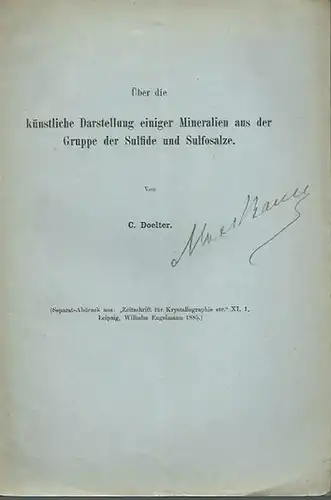 Über die
künstliche Darstellung einiger Mineralien aus der
Gruppe der Sulfide und Sulfosalze.
Von
C. Doelter.
(Separat-Abdruck aus: „Zeitschrift für Krystallographie etc." XI, 1.
Leipzig, Wilhelm Engelmann 1885.)